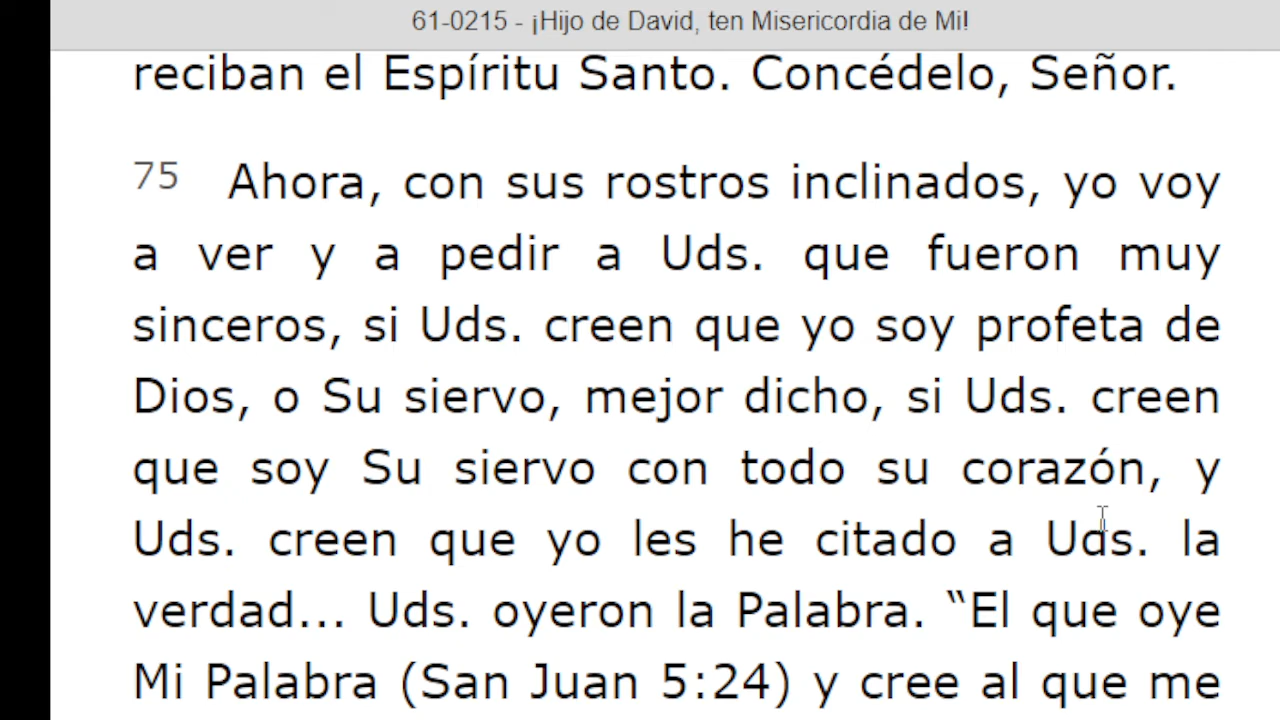 61-0215 - ¡Hijo de David, ten Misericordia de Mi!
reciban el Espíritu Santo. Concédelo, Señor.
75 Ahora, con sus rostros inclinados, yo voy
a ver y a pedir a Uds. que fueron muy
sinceros, si Uds. creen que yo soy profeta de
Dios, o Su siervo, mejor dicho, si Uds. creen
que soy Su siervo con todo su corazón, y
Uds. creen que yo les he citado a Uds. la
verdad... Uds. oyeron la Palabra. “El que oye
Mi Palabra (San Juan 5:24) y cree al que me